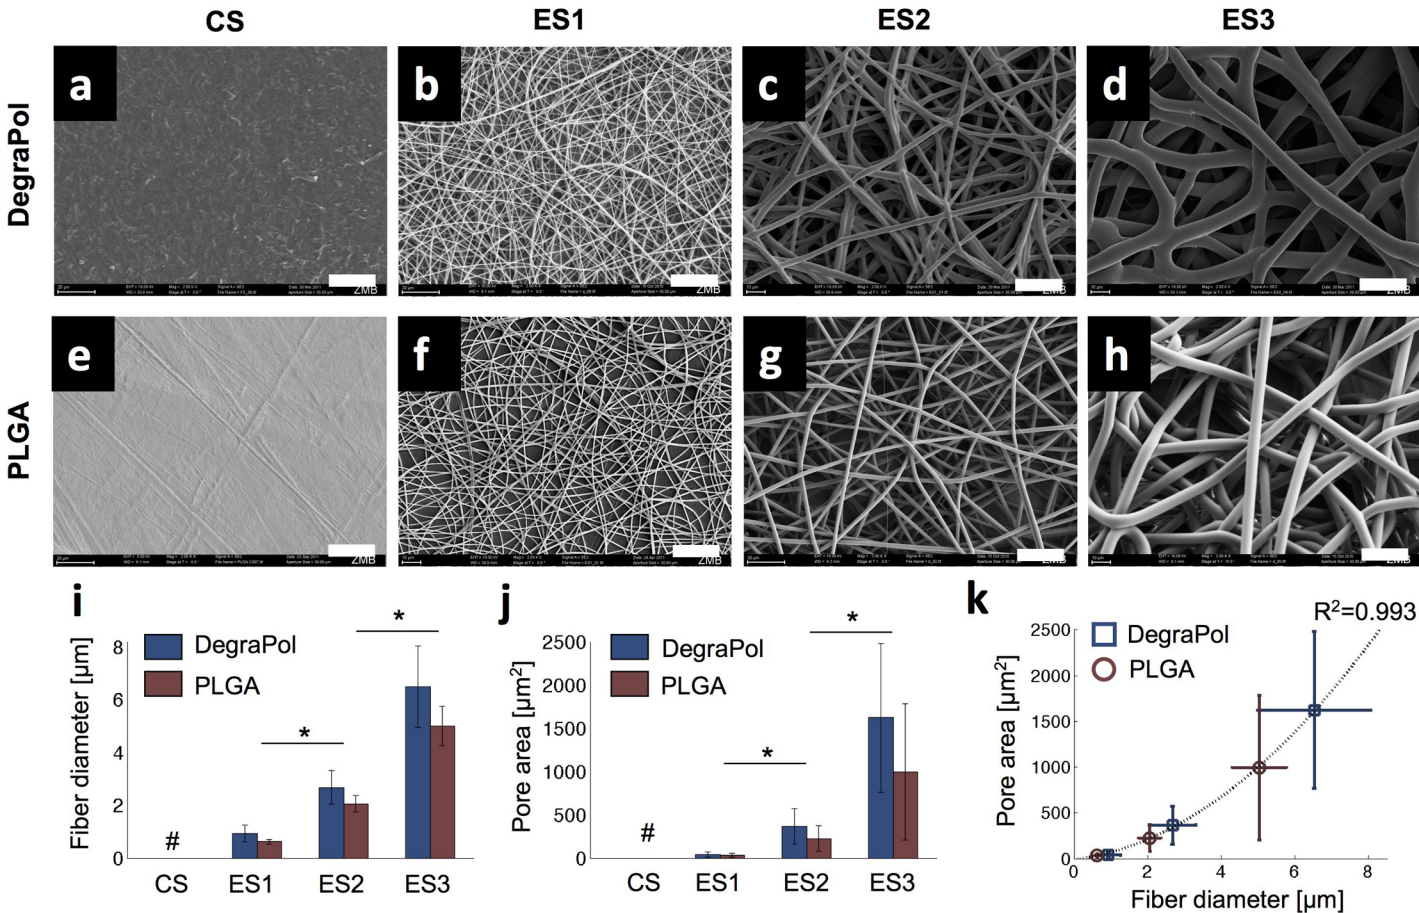 CS ES1 ES2 ES3
DegraPol
a b c d
ZMB ZMB ZMB ZMB
PLGA
e f g h
ZMB ZMB ZMB ZMB
i
Fiber diameter [µm]
8
6
4
2
0
DegraPol
PLGA
*
*
#
CS ES1 ES2 ES3
j
Pore area [µm²]
2500
2000
1500
1000
500
0
DegraPol
PLGA
*
*
#
CS ES1 ES2 ES3
k
R²=0.993
Pore area [µm²]
2500
2000
1500
1000
500
0
DegraPol
PLGA
0 2 4 6 8
Fiber diameter [µm]